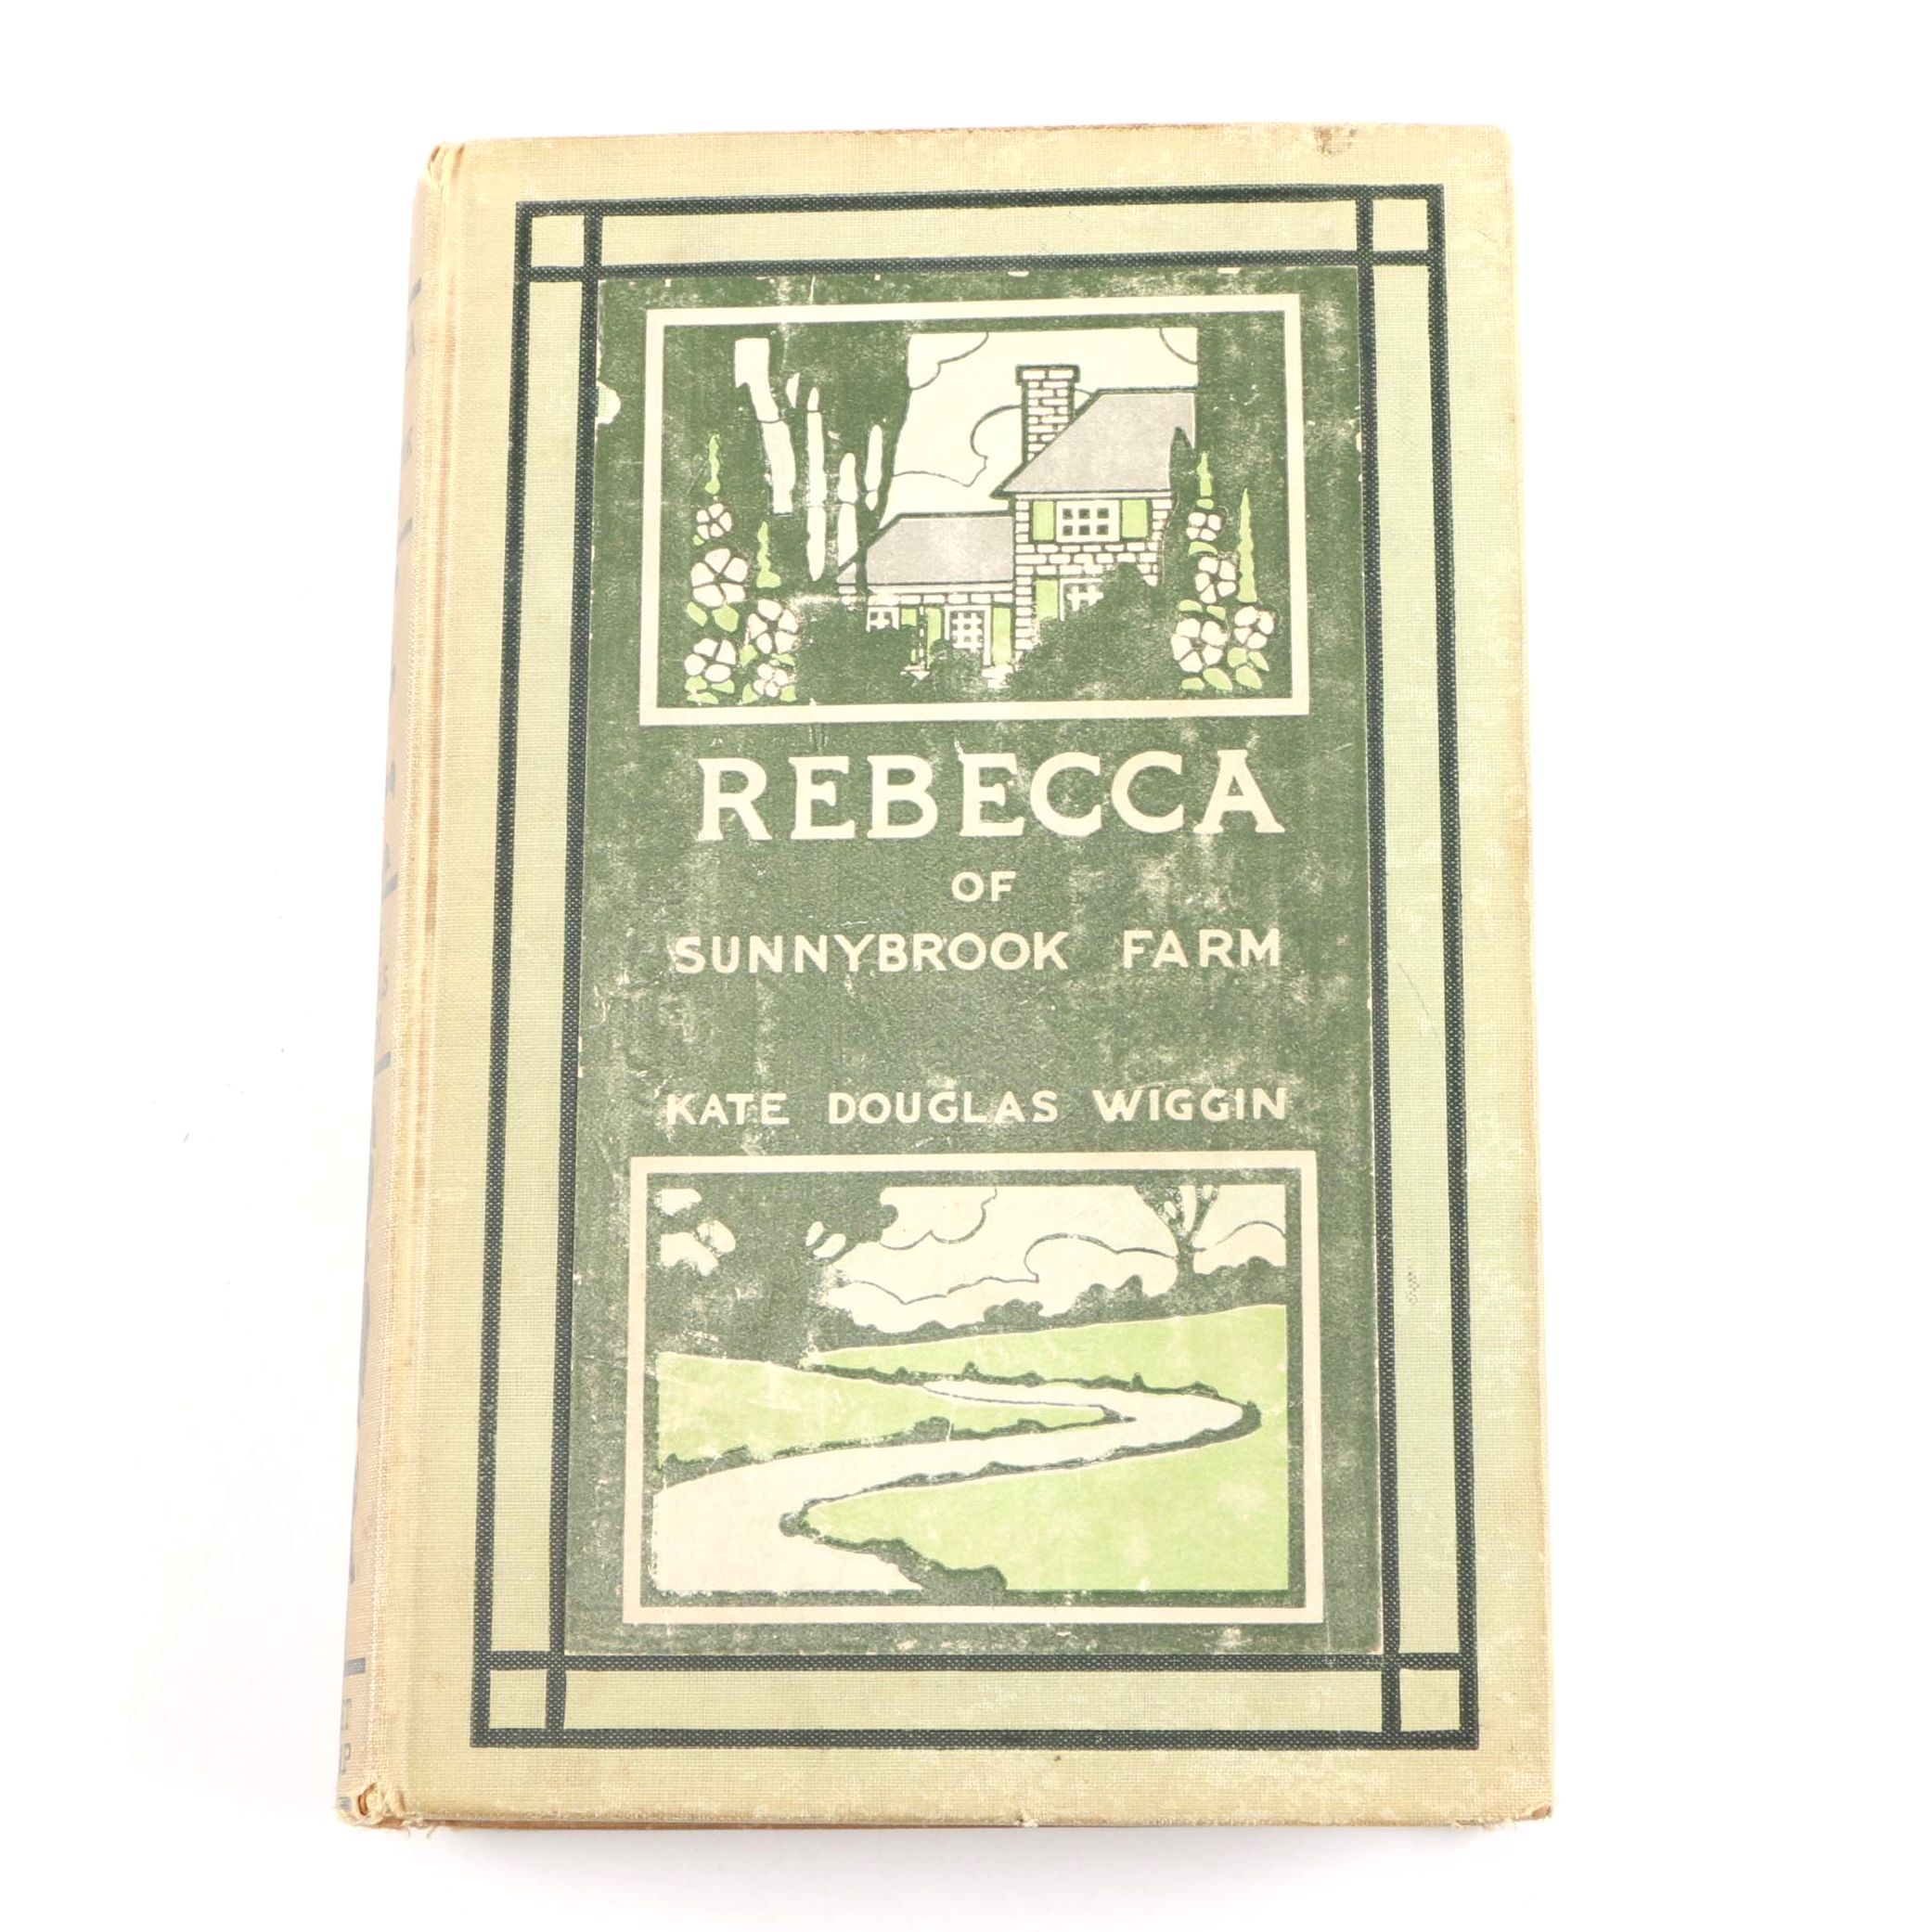 REBECCA
OF
SUNNYBROOK FARM
KATE DOUGLAS WIGGIN